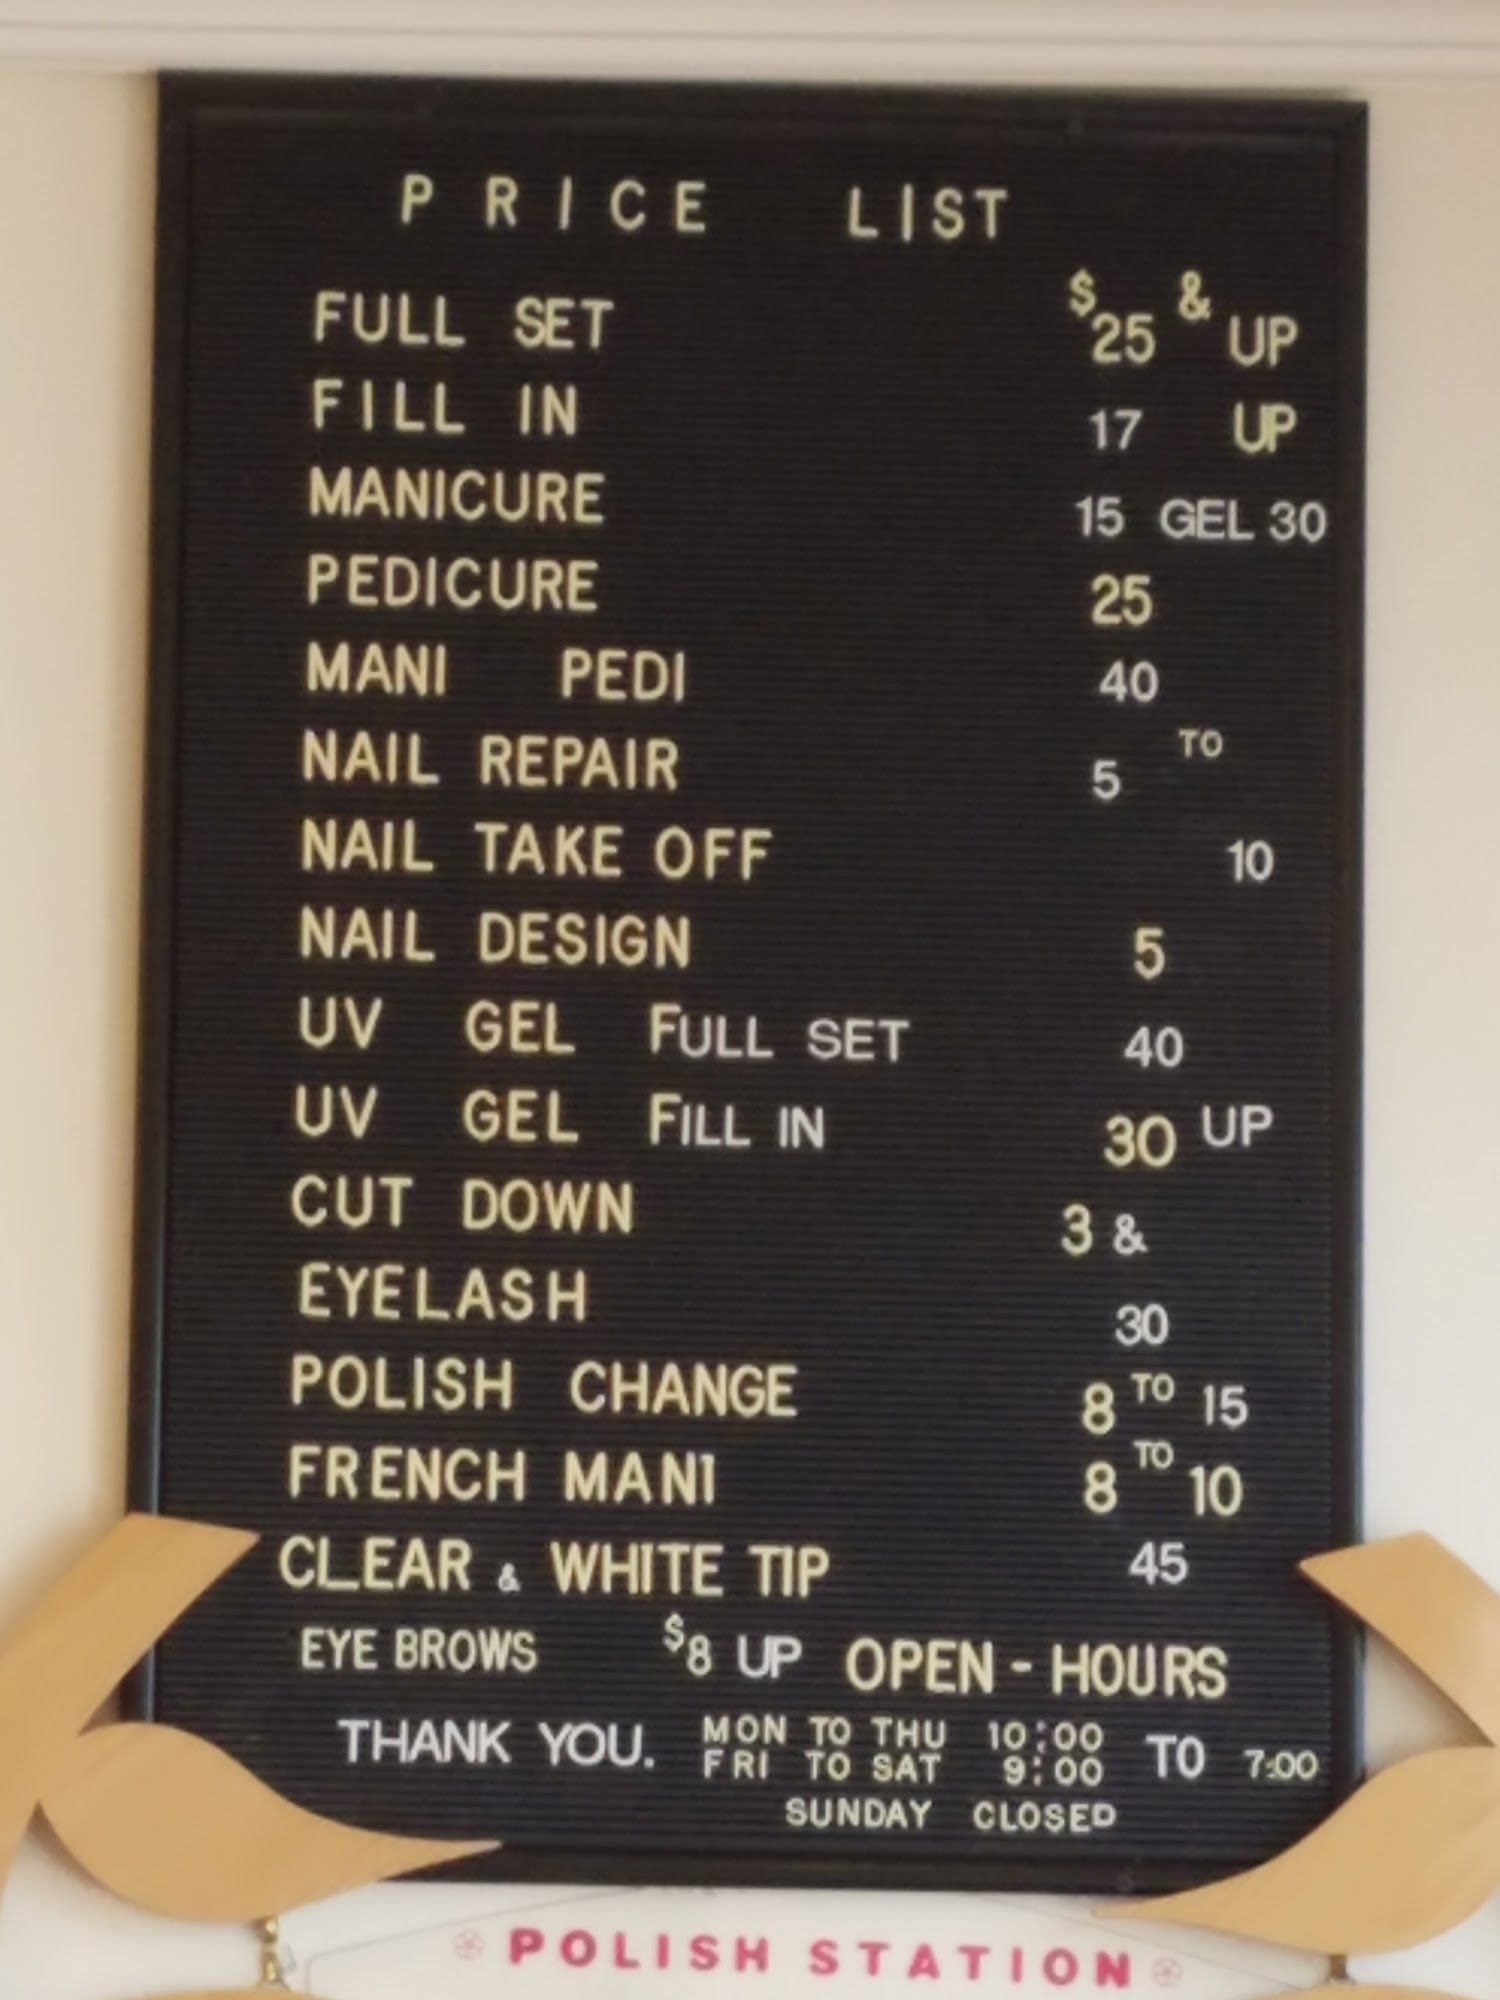 PRICE LIST
FULL SET $25 & UP
FILL IN 17 UP
MANICURE 15 GEL 30
PEDICURE 25
MANI PEDI 40
NAIL REPAIR 5 TO
NAIL TAKE OFF 10
NAIL DESIGN 5
UV GEL FULL SET 40
UV GEL FILL IN 30 UP
CUT DOWN 3 &
EYELASH 30
POLISH CHANGE 8 TO 15
FRENCH MANI 8 TO 10
CLEAR & WHITE TIP 45
EYE BROWS $8 UP OPEN - HOURS
THANK YOU. MON TO THU 10:00 TO 7:00
FRI TO SAT 9:00
SUNDAY CLOSED
POLISH STATION